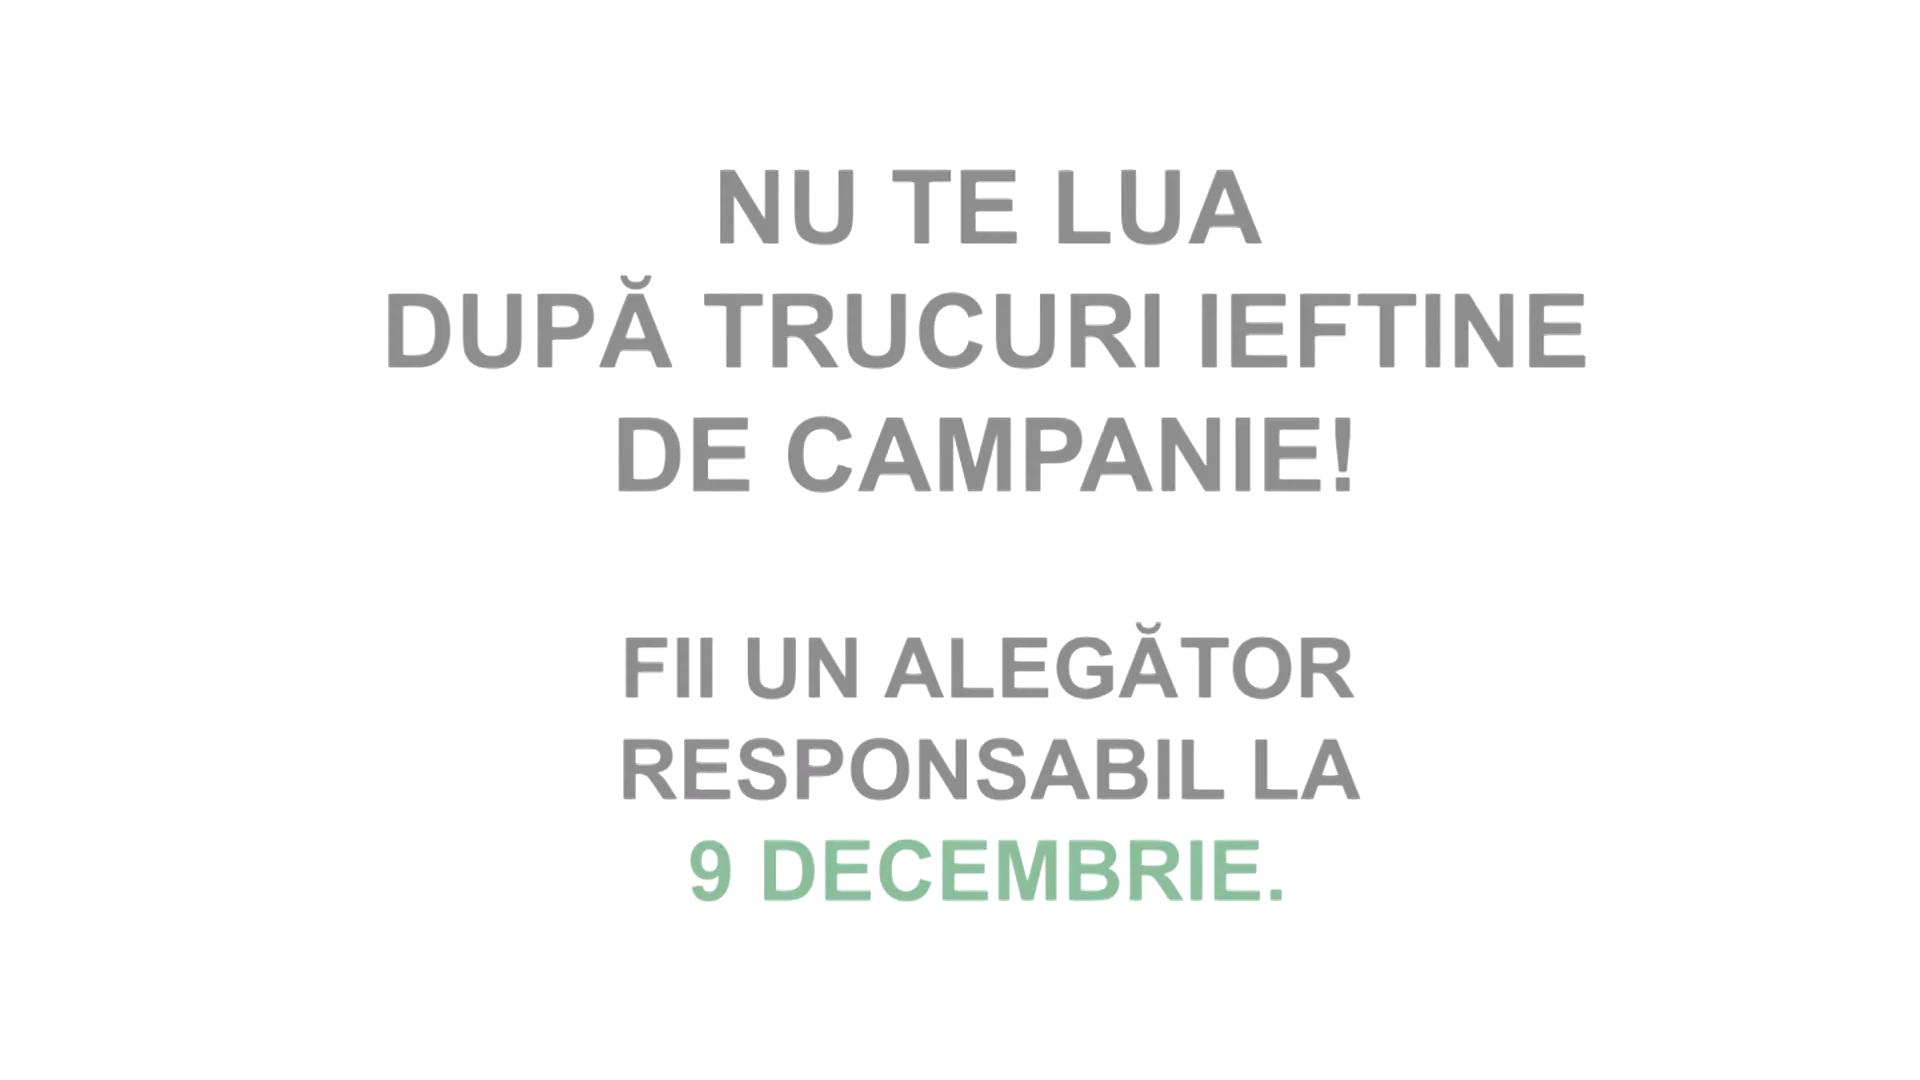 NU TE LUA
DUPĂ TRUCURI IEFTINE
DE CAMPANIE!
FII UN ALEGĂTOR
RESPONSABIL LA
9 DECEMBRIE.